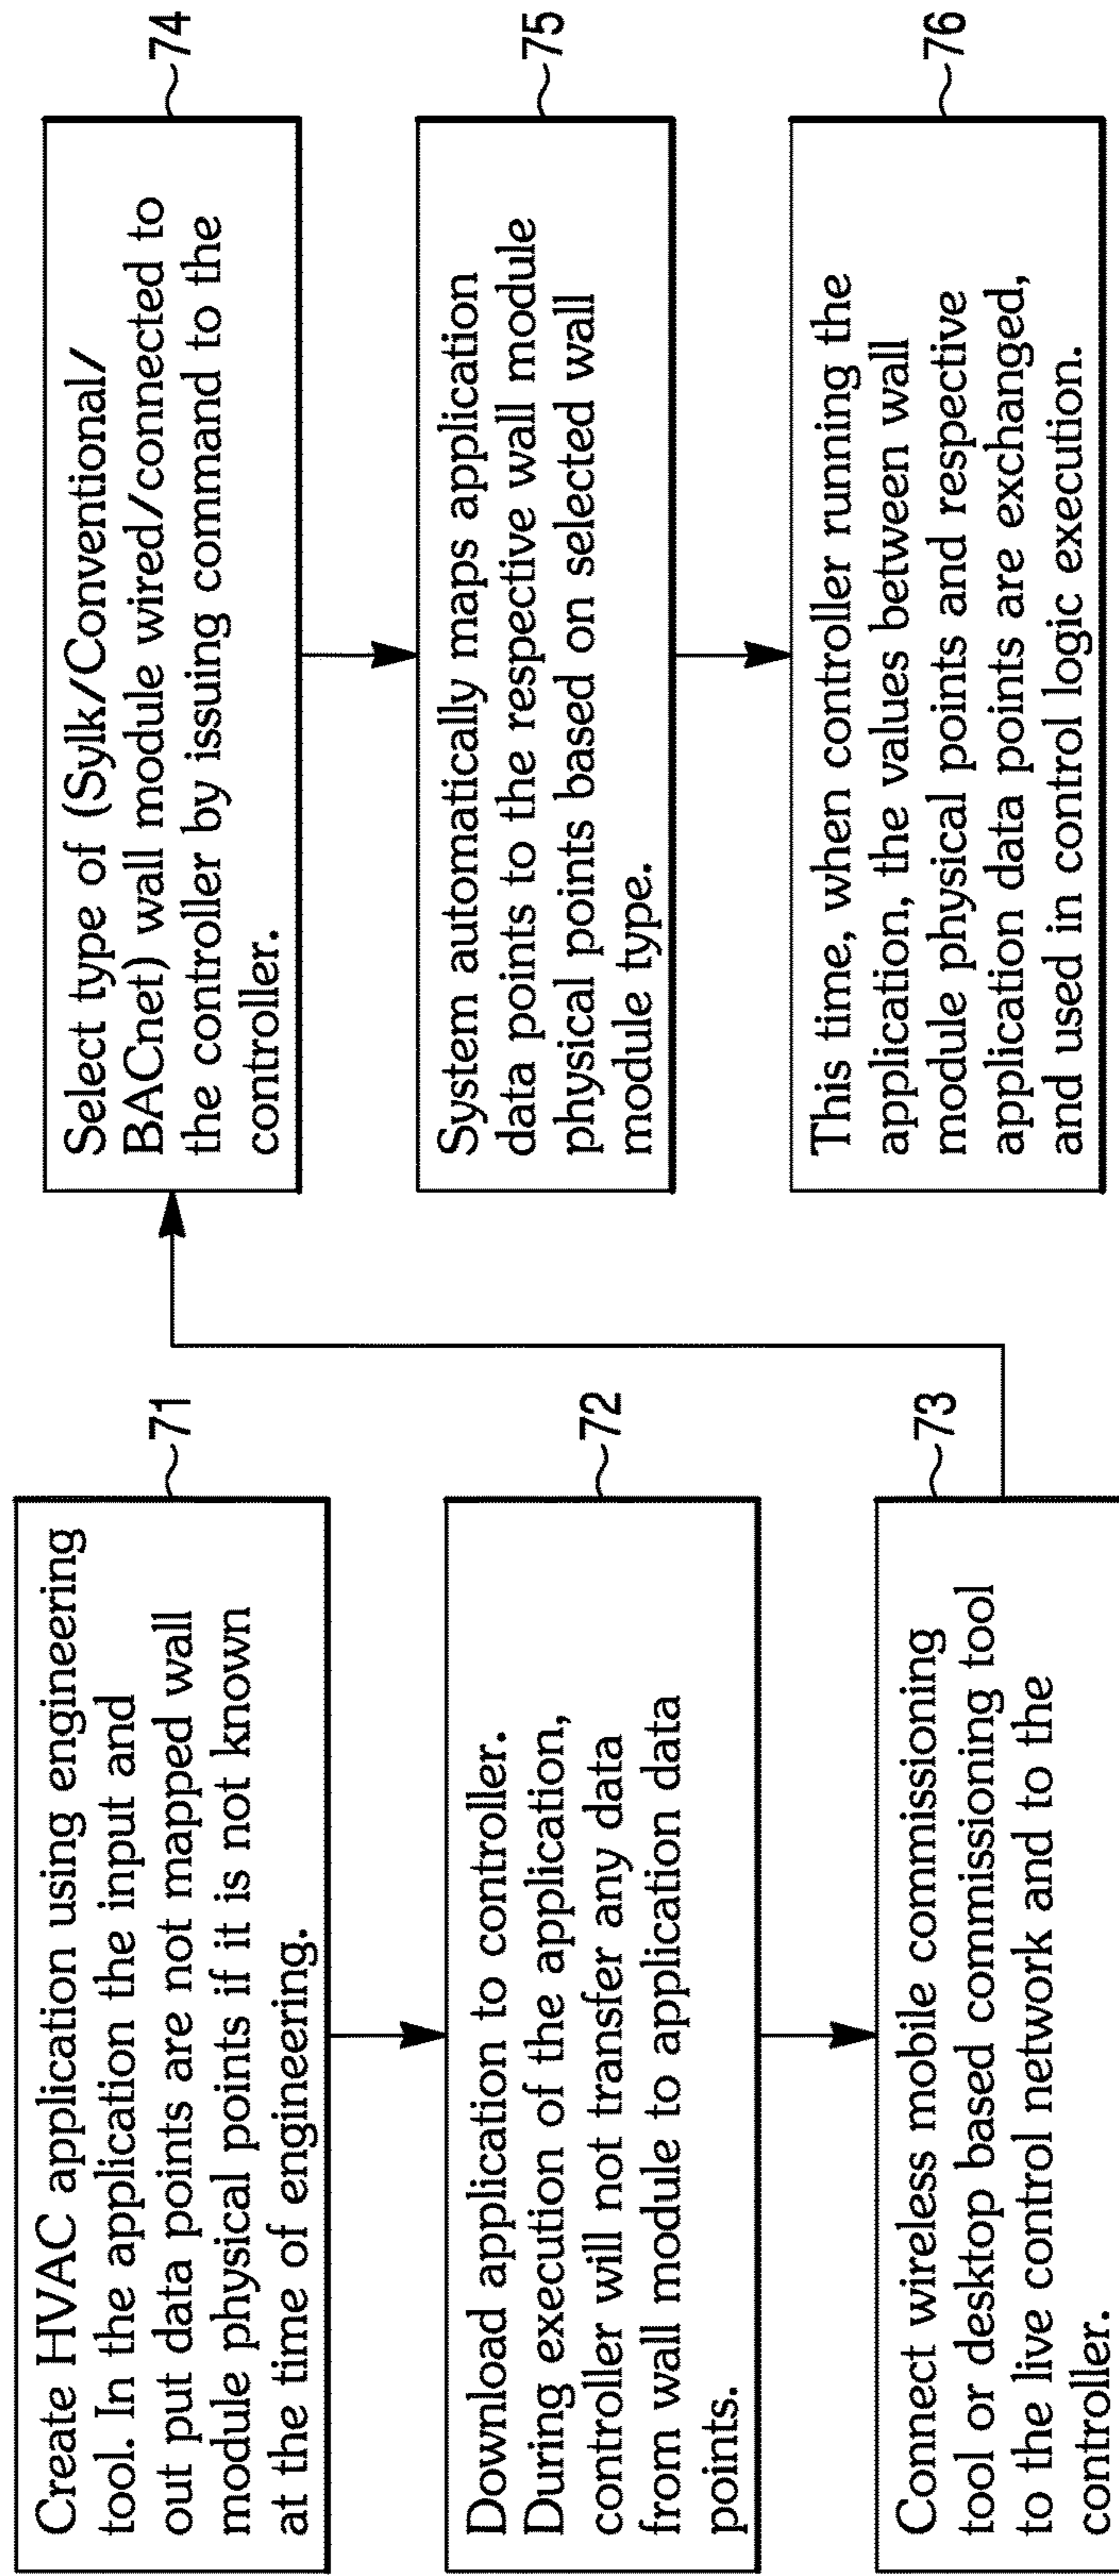 Create HVAC application using engineering
tool. In the application the input and
out put data points are not mapped wall
module physical points if it is not known
at the time of engineering.
71
Download application to controller.
During execution of the application,
controller will not transfer any data
from wall module to application data
points.
72
Connect wireless mobile commissioning
tool or desktop based commissioning tool
to the live control network and to the
controller.
73
Select type of (Sylk/Conventional/
BACnet) wall module wired/connected to
the controller by issuing command to the
controller.
74
System automatically maps application
data points to the respective wall module
physical points based on selected wall
module type.
75
This time, when controller running the
application, the values between wall
module physical points and respective
application data points are exchanged,
and used in control logic execution.
76